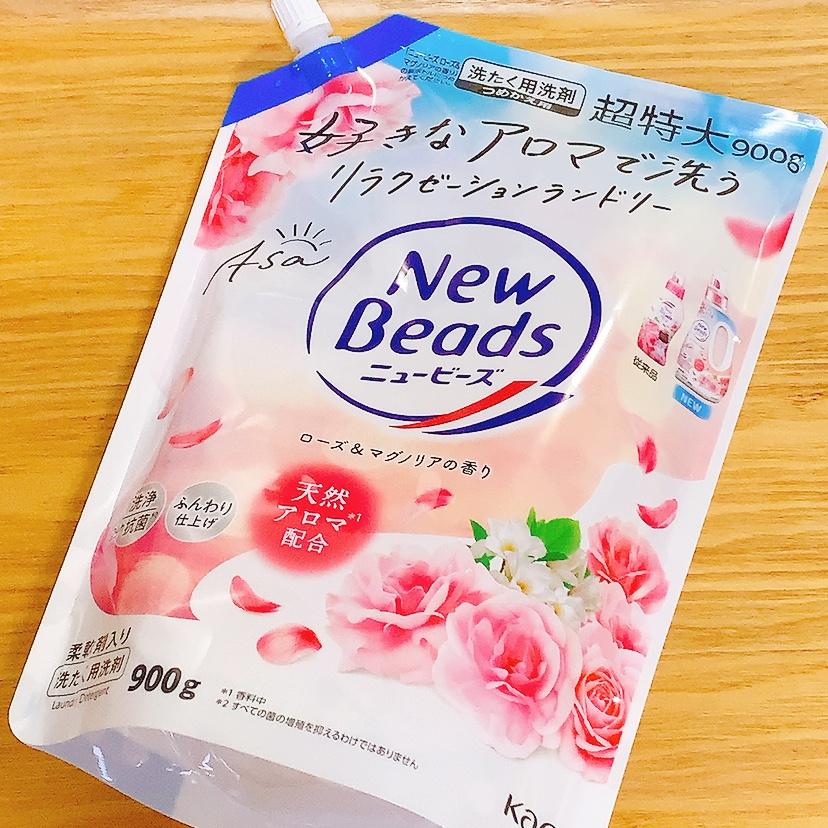 洗たく用洗剤
つめかえ用
超特大900g
好きなアロマで洗う
リラクゼーションランドリー
Asa
New
Beads
ニュービーズ
従来品
New
Beads
NEW
ローズ&マグノリアの香り
天然
アロマ*1
配合
洗浄
抗菌
ふんわり
仕上げ
柔軟剤入り
洗たく用洗剤
900g
*1 香料中
*2 すべての菌の増殖を抑えるわけではありません